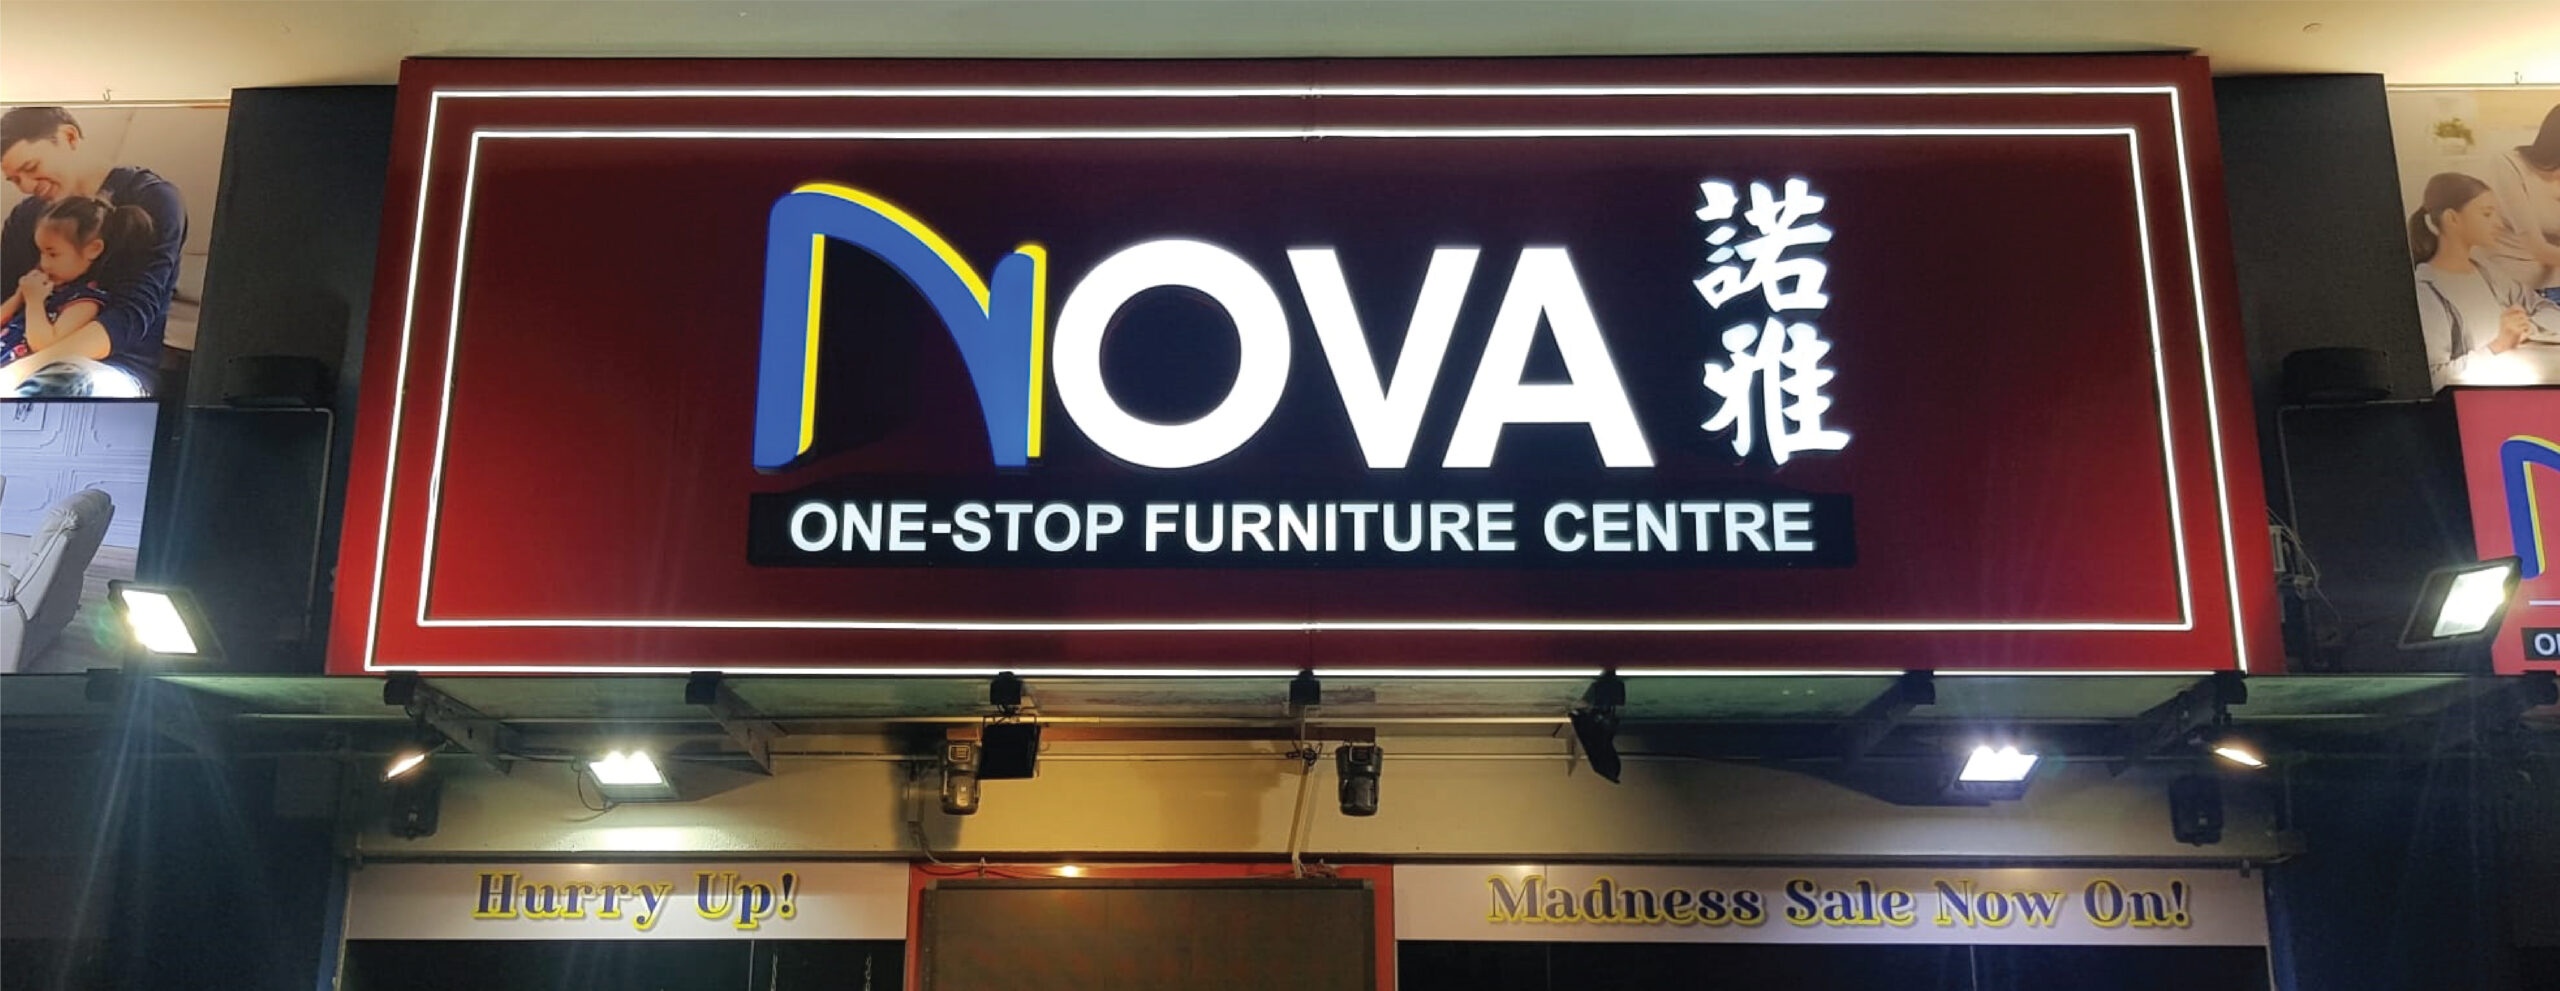 NOVA
諾雅
ONE-STOP FURNITURE CENTRE
Hurry Up!
Madness Sale Now On!